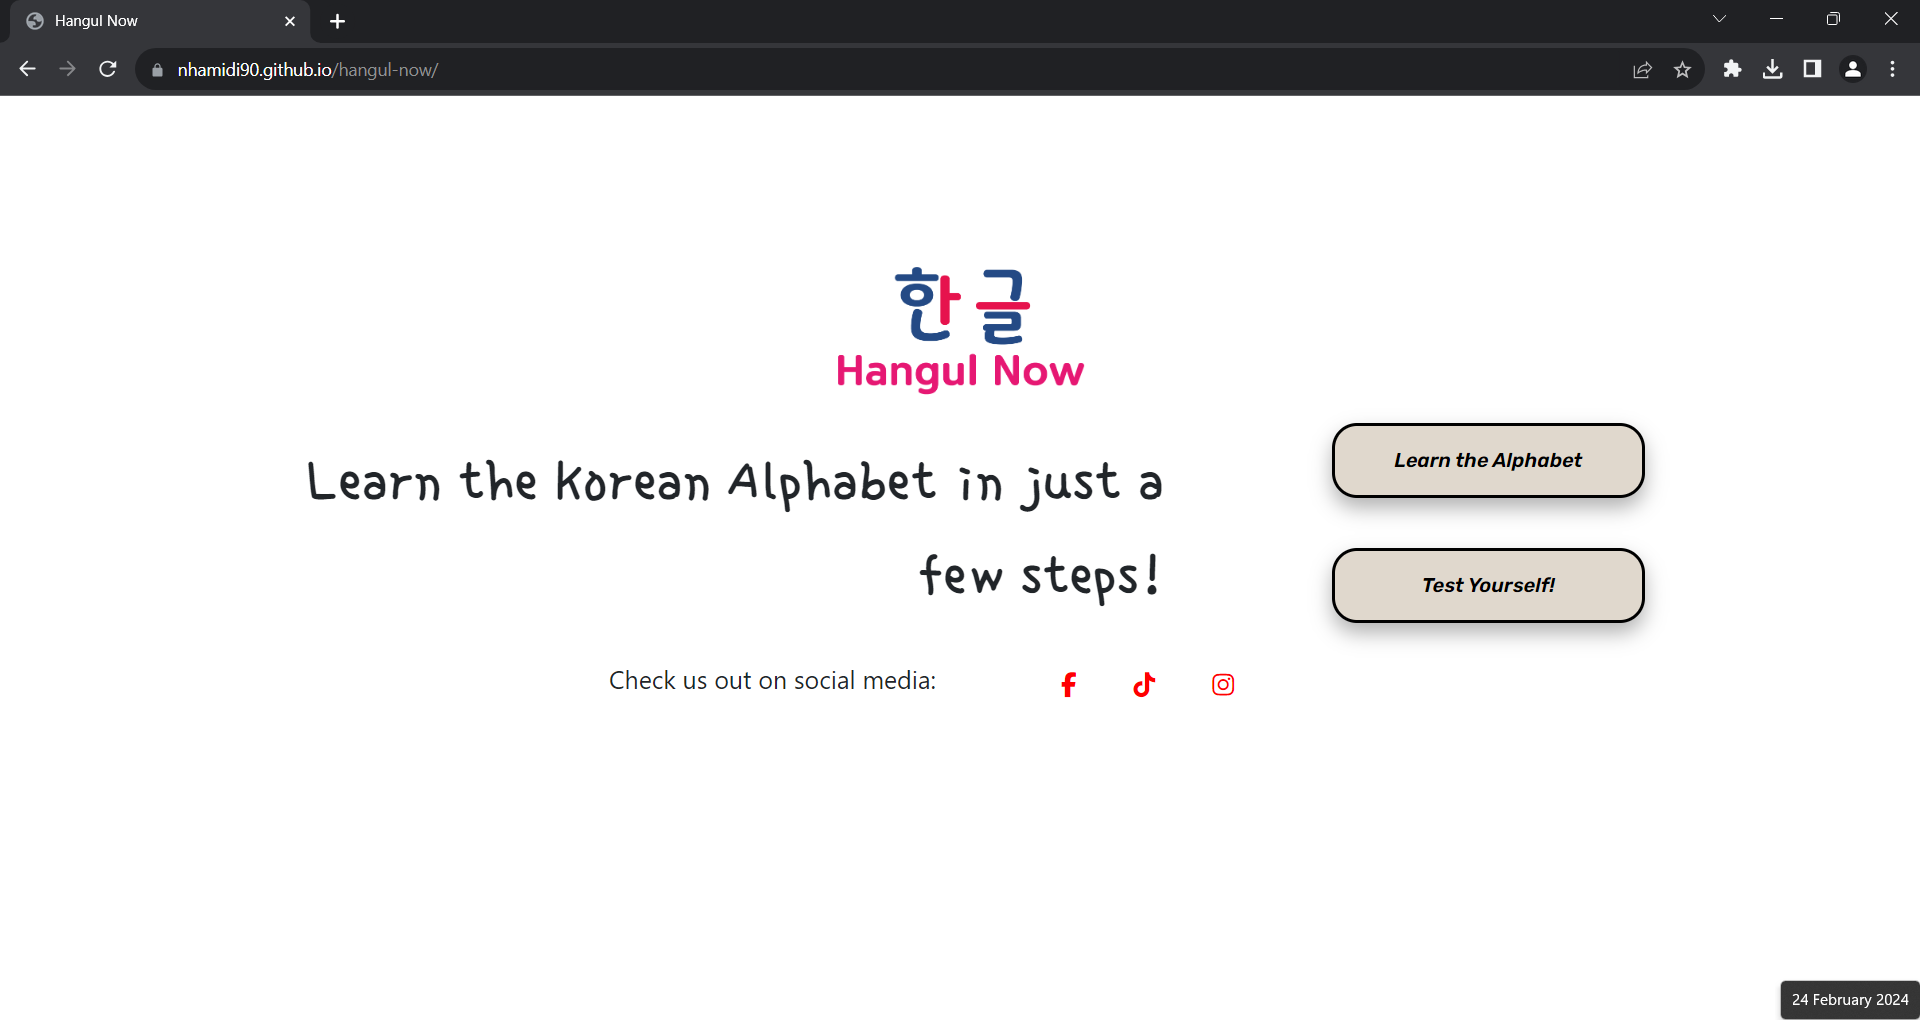 Hangul Now
nhamidi90.github.io/hangul-now/
한글
Hangul Now
Learn the Korean Alphabet in just a
few steps!
Learn the Alphabet
Test Yourself!
Check us out on social media:
24 February 2024